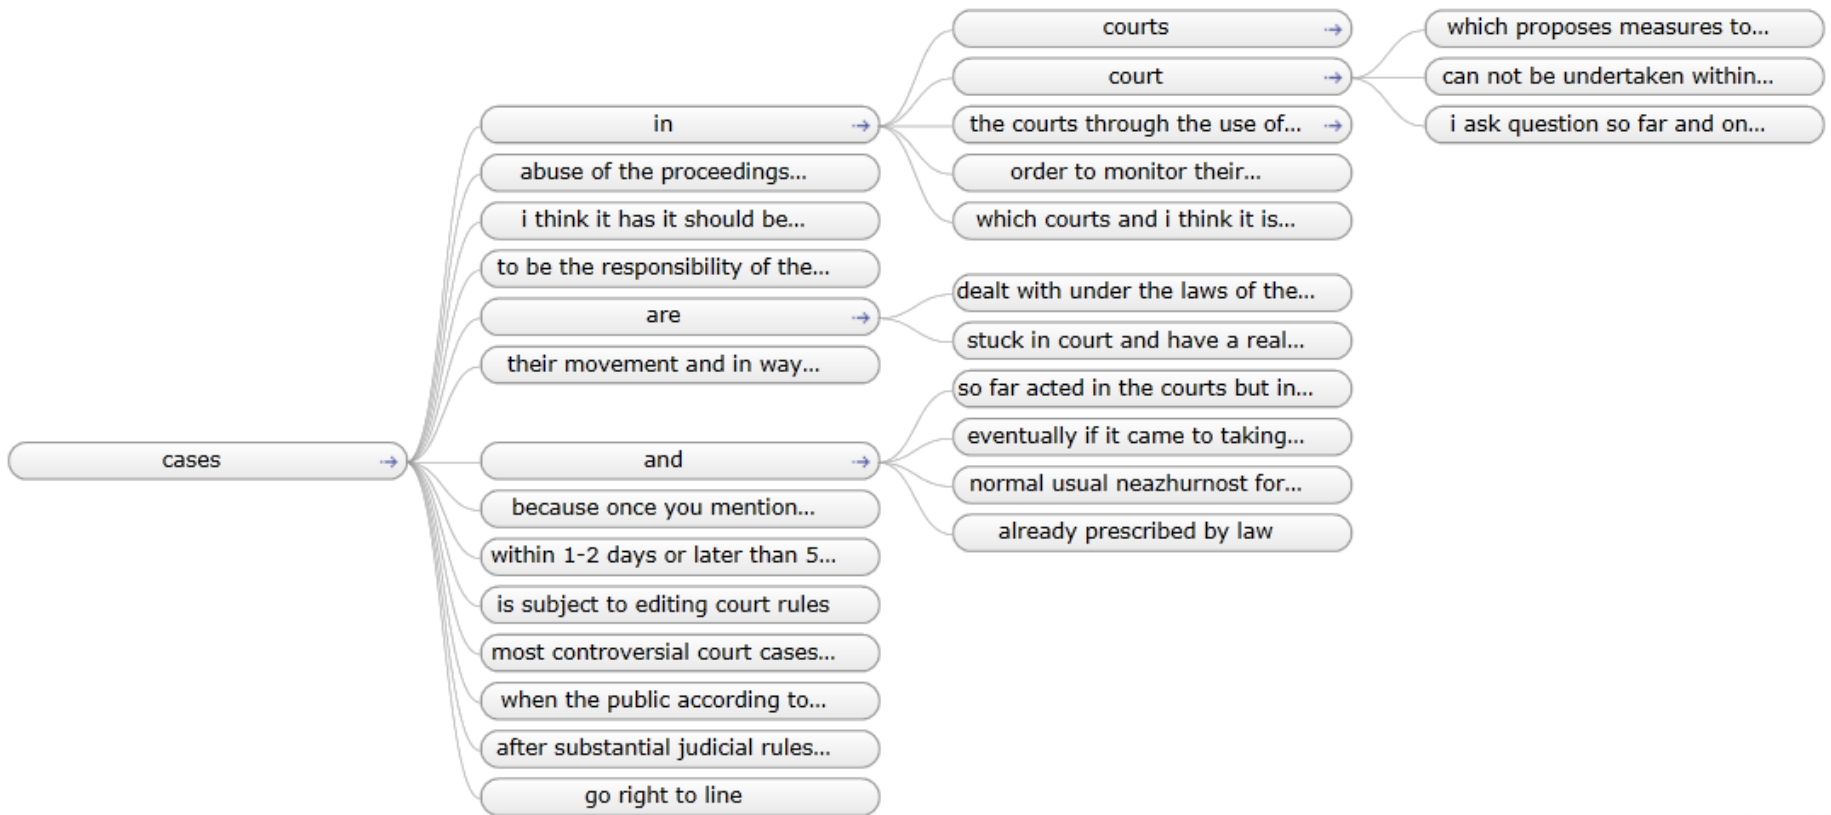 cases
in
abuse of the proceedings...
i think it has it should be...
to be the responsibility of the...
are
their movement and in way...
and
because once you mention...
within 1-2 days or later than 5...
is subject to editing court rules
most controversial court cases...
when the public according to...
after substantial judicial rules...
go right to line
courts
court
the courts through the use of...
order to monitor their...
which courts and i think it is...
dealt with under the laws of the...
stuck in court and have a real...
so far acted in the courts but in...
eventually if it came to taking...
normal usual neazhurnost for...
already prescribed by law
which proposes measures to...
can not be undertaken within...
i ask question so far and on...